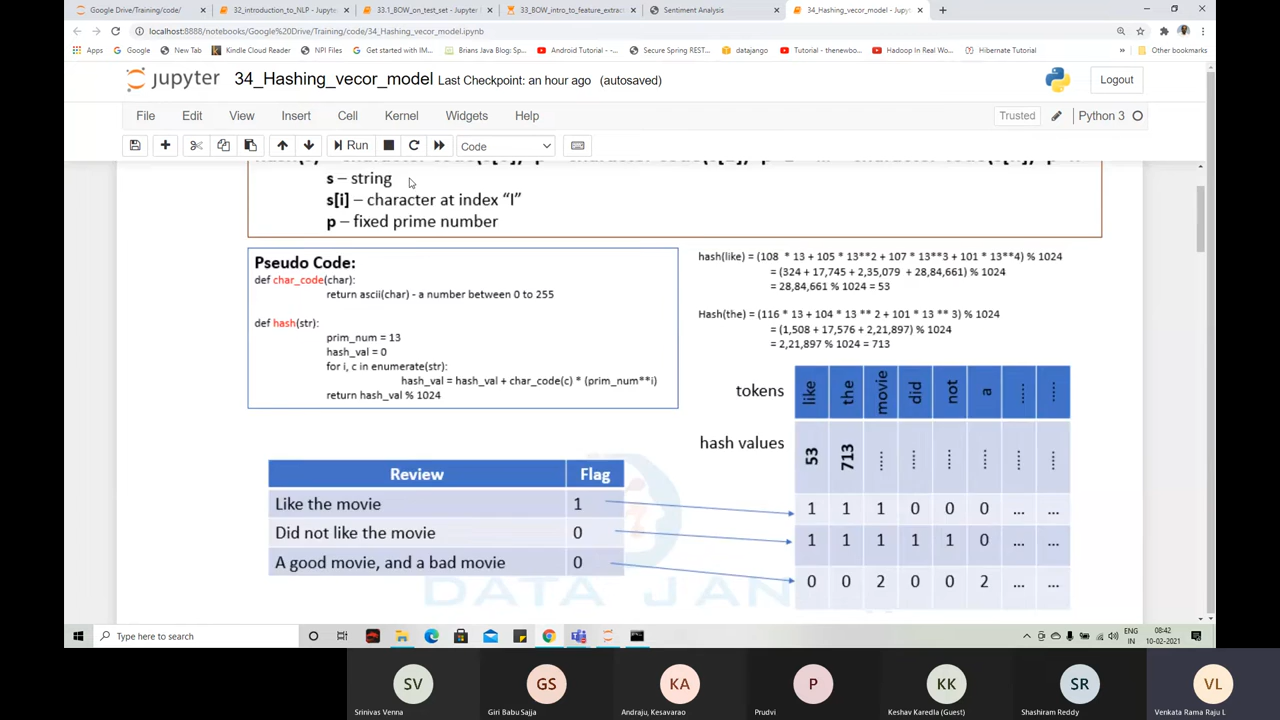 Google Drive/Training/code/
32_introduction_to_NLP - Jupyte
33.1_BOW_on_test_set - Jupyter
33_BOW_intro_to_feature_extrac
Sentiment Analysis
34_Hashing_vecor_model - Jupyte
localhost:8888/notebooks/Google%20Drive/Training/code/34_Hashing_vecor_model.ipynb
Apps
Google
New Tab
Kindle Cloud Reader
NPI Files
Get started with IM...
Brians Java Blog: S...
Android Tutorial - ...
Secure Spring REST...
datajango
Tutorial - thenewbo...
Hadoop In Real Wo...
Hibernate Tutorial
Other bookmarks
jupyter 34_Hashing_vecor_model Last Checkpoint: an hour ago (autosaved)
Logout
File Edit View Insert Cell Kernel Widgets Help
Trusted
Python 3
Run
Code
s – string
s[i] – character at index “I”
p – fixed prime number
Pseudo Code:
def char_code(char):
return ascii(char) - a number between 0 to 255
def hash(str):
prim_num = 13
hash_val = 0
for i, c in enumerate(str):
hash_val = hash_val + char_code(c) * (prim_num**i)
return hash_val % 1024
hash(like) = (108 * 13 + 105 * 13**2 + 107 * 13**3 + 101 * 13**4) % 1024
= (324 + 17,745 + 2,35,079 + 28,84,661) % 1024
= 28,84,661 % 1024 = 53
Hash(the) = (116 * 13 + 104 * 13 ** 2 + 101 * 13 ** 3) % 1024
= (1,508 + 17,576 + 2,21,897) % 1024
= 2,21,897 % 1024 = 713
tokens like the movie did not a ..... .....
hash values 53 713 ..... ..... ..... ..... ..... .....
1 1 1 0 0 0 ... ...
1 1 1 1 1 0 ... ...
0 0 2 0 0 2 ... ...
Review Flag
Like the movie 1
Did not like the movie 0
A good movie, and a bad movie 0
DATA JAN
Type here to search
ENG
IN
08:42
10-02-2021
SV
GS
KA
P
KK
SR
VL
Srinivas Venna
Giri Babu Sajja
Andraju, Kesavarao
Prudvi
Keshav Karedla (Guest)
Shashiram Reddy
Venkata Rama Raju L